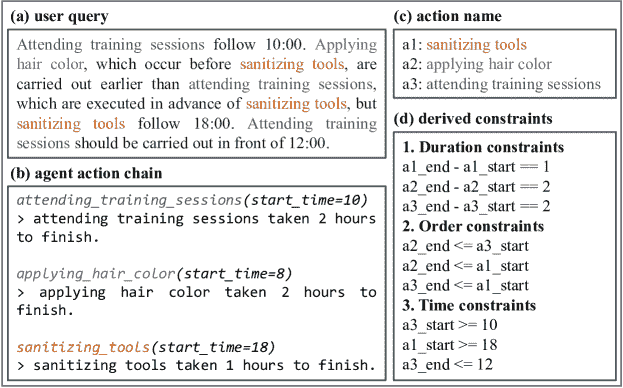 (a) user query
Attending training sessions follow 10:00. Applying
hair color, which occur before sanitizing tools, are
carried out earlier than attending training sessions,
which are executed in advance of sanitizing tools, but
sanitizing tools follow 18:00. Attending training
sessions should be carried out in front of 12:00.
(b) agent action chain
attending_training_sessions(start_time=10)
> attending training sessions taken 2 hours
to finish.
applying_hair_color(start_time=8)
> applying hair color taken 2 hours to
finish.
sanitizing_tools(start_time=18)
> sanitizing tools taken 1 hours to finish.
(c) action name
a1: sanitizing tools
a2: applying hair color
a3: attending training sessions
(d) derived constraints
1. Duration constraints
a1_end - a1_start == 1
a2_end - a2_start == 2
a3_end - a3_start == 2
2. Order constraints
a2_end <= a3_start
a2_end <= a1_start
a3_end <= a1_start
3. Time constraints
a3_start >= 10
a1_start >= 18
a3_end <= 12